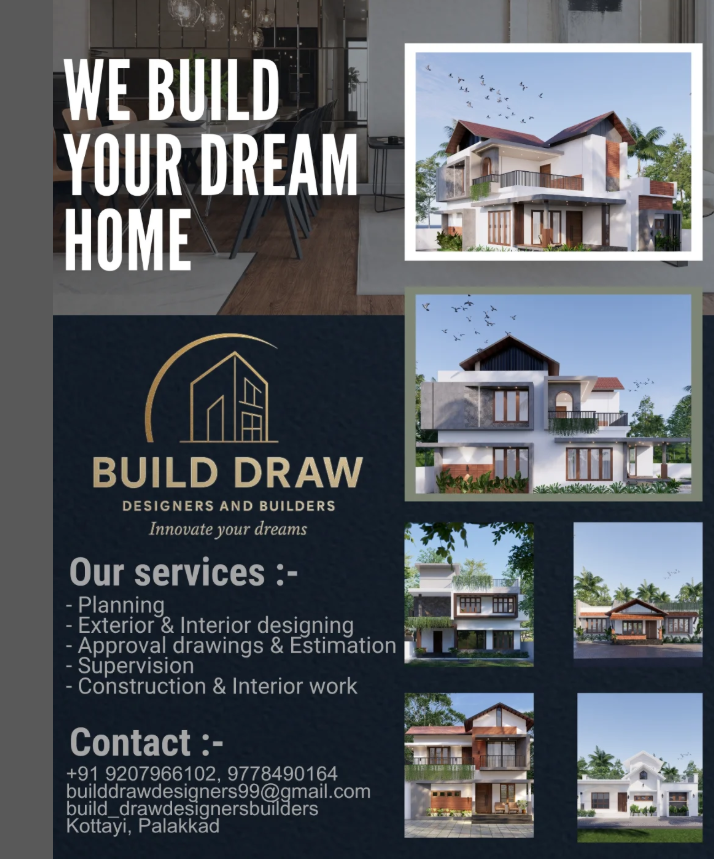 WE BUILD
YOUR DREAM
HOME
BUILD DRAW
DESIGNERS AND BUILDERS
Innovate your dreams
Our services :-
- Planning
- Exterior & Interior designing
- Approval drawings & Estimation
- Supervision
- Construction & Interior work
Contact :-
+91 9207966102, 9778490164
builddrawdesigners99@gmail.com
build_drawdesignersbuilders
Kottayi, Palakkad